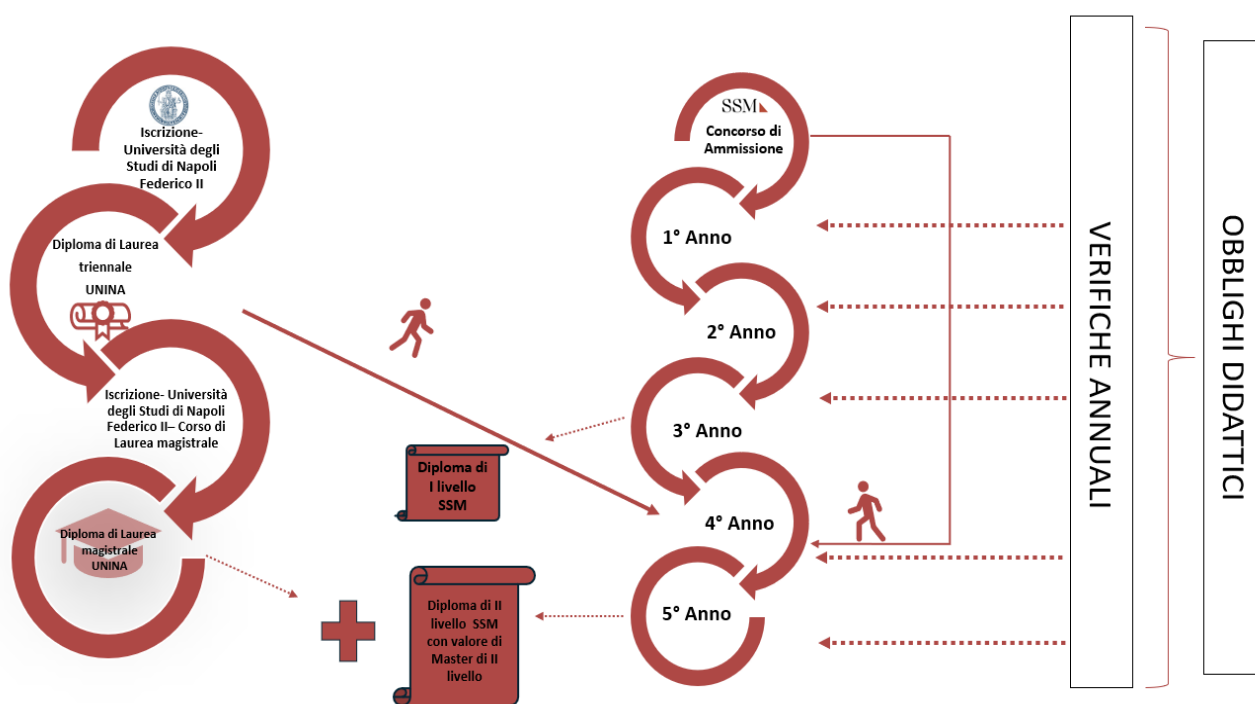 Iscrizione-
Università degli
Studi di Napoli
Federico II
Diploma di Laurea
triennale
UNINA
Iscrizione- Università
degli Studi di Napoli
Federico II– Corso di
Laurea magistrale
Diploma di Laurea
magistrale
UNINA
Diploma di
I livello
SSM
Diploma di II
livello SSM
con valore di
Master di II
livello
SSM
Concorso di
Ammissione
1° Anno
2° Anno
3° Anno
4° Anno
5° Anno
VERIFICHE ANNUALI
OBBLIGHI DIDATTICI